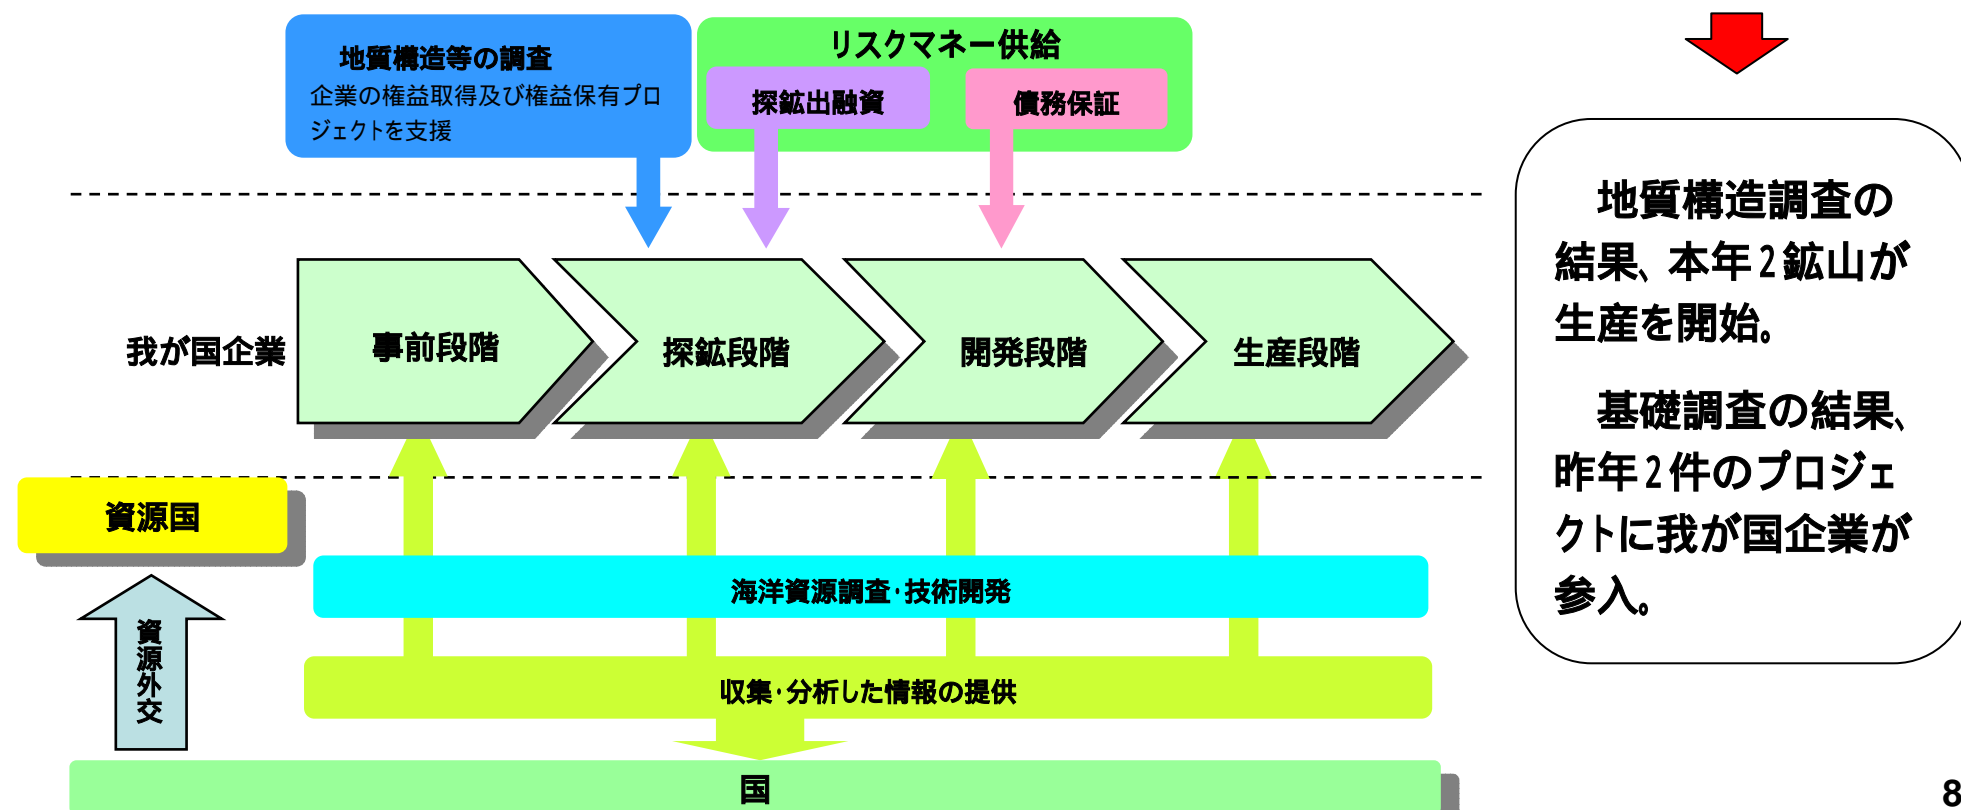 地質構造等の調査
企業の権益取得及び権益保有プロ
ジェクトを支援
リスクマネー供給
探鉱出融資
債務保証
我が国企業
事前段階
探鉱段階
開発段階
生産段階
資源国
資源外交
海洋資源調査・技術開発
収集・分析した情報の提供
国
地質構造調査の
結果、本年2鉱山が
生産を開始。
基礎調査の結果、
昨年2件のプロジェ
クトに我が国企業が
参入。
8